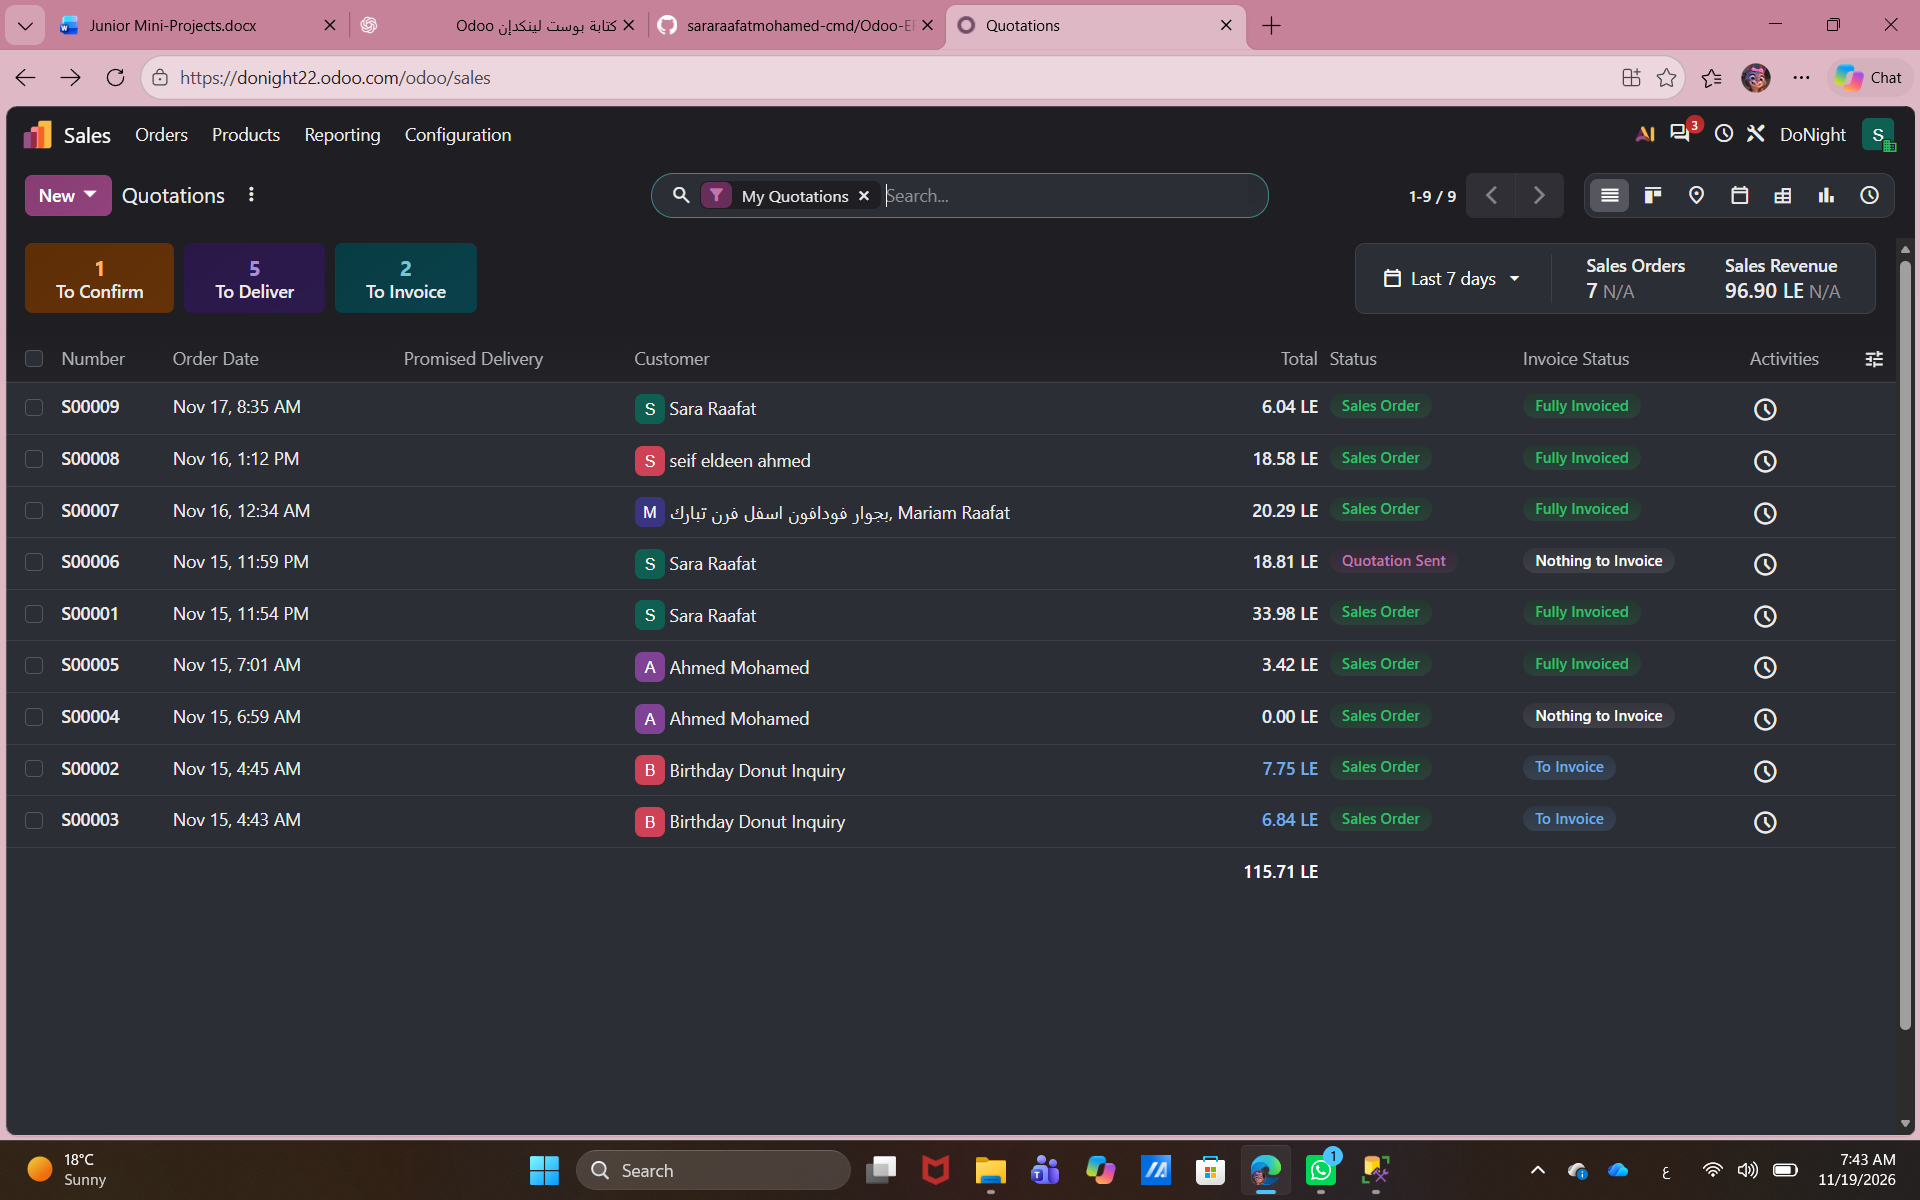 Junior Mini-Projects.docx
كتابة بوست لينكدإن Odoo
sararaafatmohamed-cmd/Odoo-E
Quotations
https://donight22.odoo.com/odoo/sales
Chat
Sales Orders Products Reporting Configuration
AI 3 DoNight S
New Quotations My Quotations Search... 1-9 / 9
1 To Confirm
5 To Deliver
2 To Invoice
Last 7 days
Sales Orders 7 N/A
Sales Revenue 96.90 LE N/A
Number Order Date Promised Delivery Customer Total Status Invoice Status Activities
S00009 Nov 17, 8:35 AM S Sara Raafat 6.04 LE Sales Order Fully Invoiced
S00008 Nov 16, 1:12 PM S seif eldeen ahmed 18.58 LE Sales Order Fully Invoiced
S00007 Nov 16, 12:34 AM M بجوار فودافون اسفل فرن تبارك, Mariam Raafat 20.29 LE Sales Order Fully Invoiced
S00006 Nov 15, 11:59 PM S Sara Raafat 18.81 LE Quotation Sent Nothing to Invoice
S00001 Nov 15, 11:54 PM S Sara Raafat 33.98 LE Sales Order Fully Invoiced
S00005 Nov 15, 7:01 AM A Ahmed Mohamed 3.42 LE Sales Order Fully Invoiced
S00004 Nov 15, 6:59 AM A Ahmed Mohamed 0.00 LE Sales Order Nothing to Invoice
S00002 Nov 15, 4:45 AM B Birthday Donut Inquiry 7.75 LE Sales Order To Invoice
S00003 Nov 15, 4:43 AM B Birthday Donut Inquiry 6.84 LE Sales Order To Invoice
115.71 LE
18°C
Sunny
Search
1
ع
7:43 AM
11/19/2026